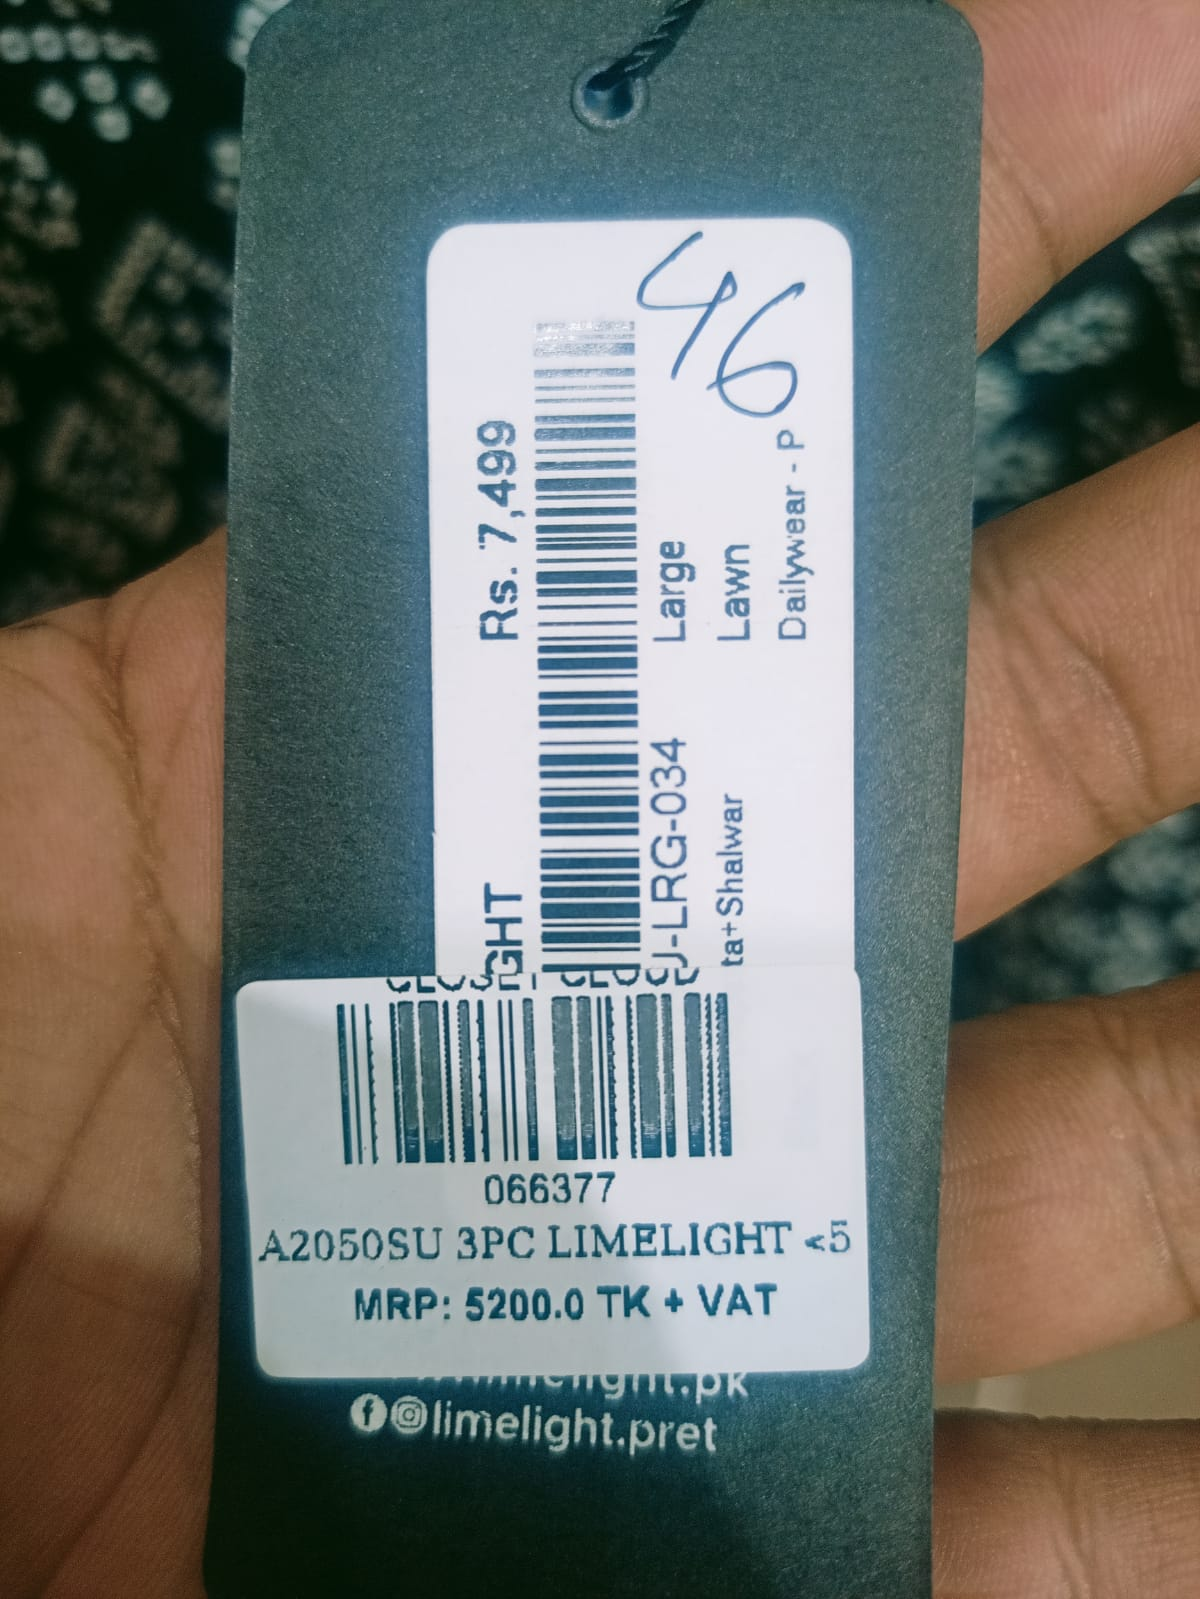 46
Rs. 7,499
GHT
J-LRG-034 Large
ta+Shalwar Lawn
Dailywear - P
066377
A2050SU 3PC LIMELIGHT <5
MRP: 5200.0 TK + VAT
limelight.pret